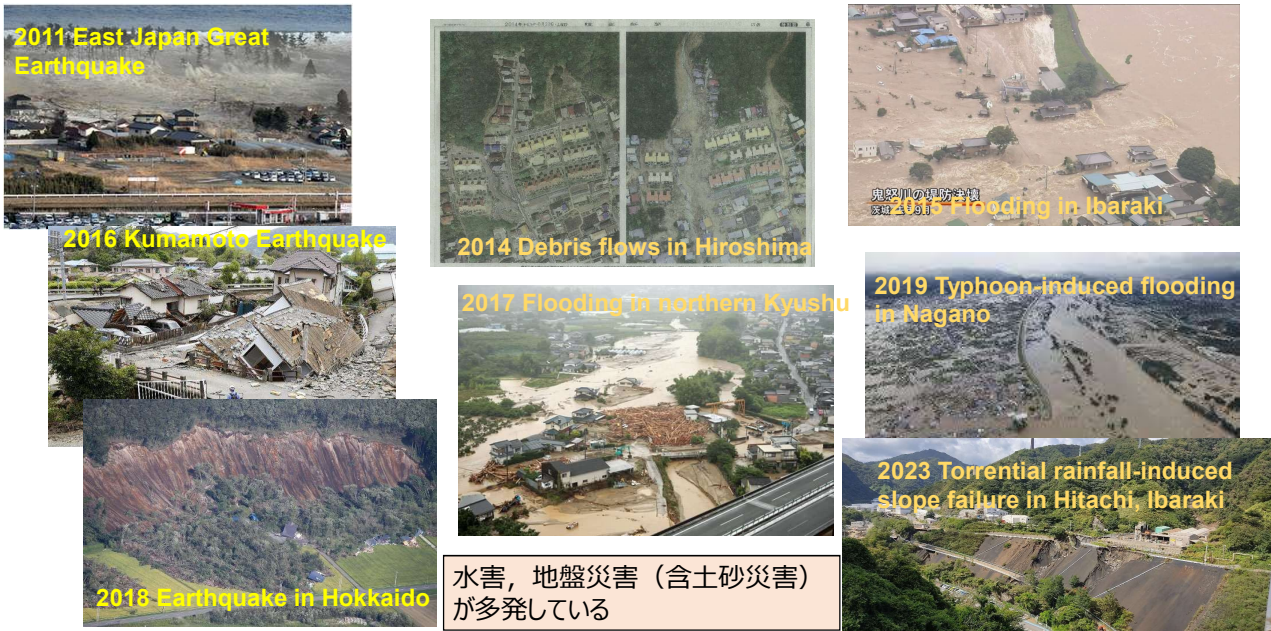 2011 East Japan Great
Earthquake
2016 Kumamoto Earthquake
2018 Earthquake in Hokkaido
2014 Debris flows in Hiroshima
2017 Flooding in northern Kyushu
水害，地盤災害（含土砂災害）
が多発している
鬼怒川の堤防決壊
2015 Flooding in Ibaraki
2019 Typhoon-induced flooding
in Nagano
2023 Torrential rainfall-induced
slope failure in Hitachi, Ibaraki